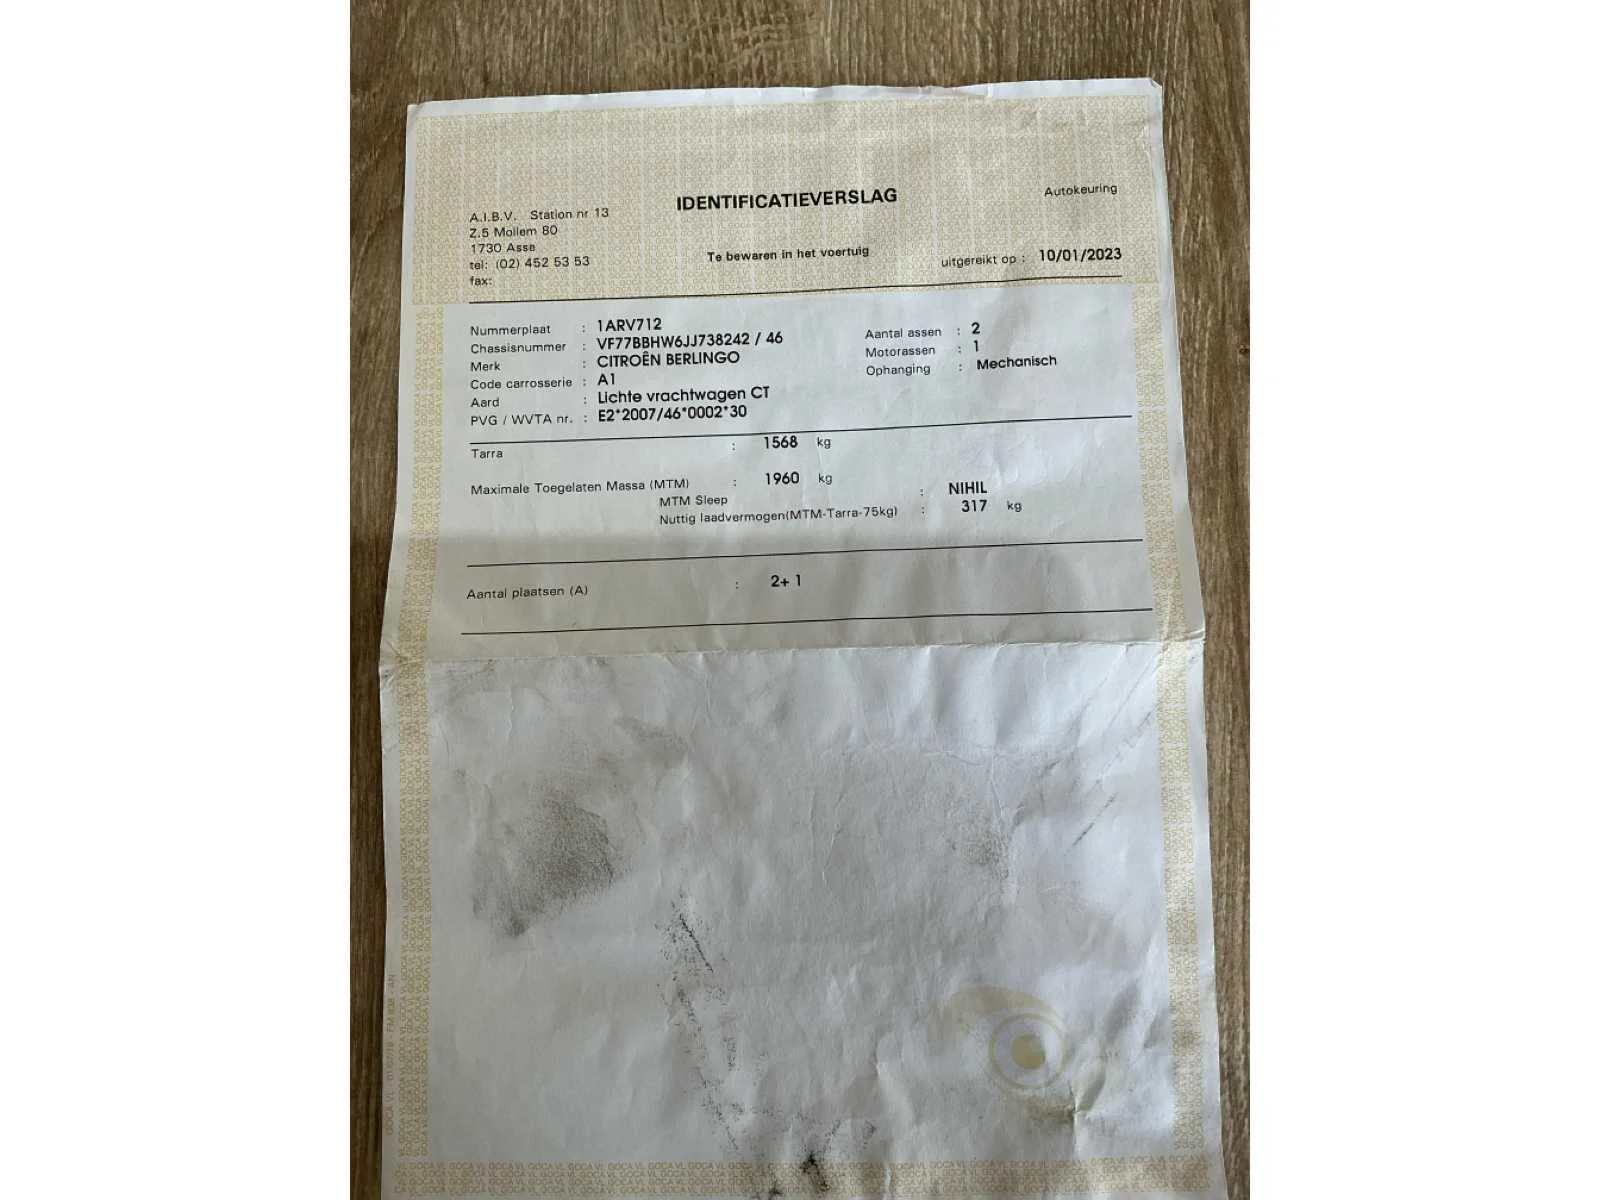 IDENTIFICATIEVERSLAG
Autokeuring
A.I.B.V. Station nr 13
Z.5 Mollem 80
1730 Asse
tel: (02) 452 53 53
fax:
Te bewaren in het voertuig
uitgereikt op : 10/01/2023
Nummerplaat : 1ARV712
Chassisnummer : VF77BBHW6JJ738242 / 46
Merk : CITROËN BERLINGO
Code carrosserie : A1
Aard : Lichte vrachtwagen CT
PVG / WVTA nr. : E2*2007/46*0002*30
Aantal assen : 2
Motorassen : 1
Ophanging : Mechanisch
Tarra : 1568 kg
Maximale Toegelaten Massa (MTM) : 1960 kg
MTM Sleep : NIHIL
Nuttig laadvermogen(MTM-Tarra-75kg) : 317 kg
Aantal plaatsen (A) : 2+ 1